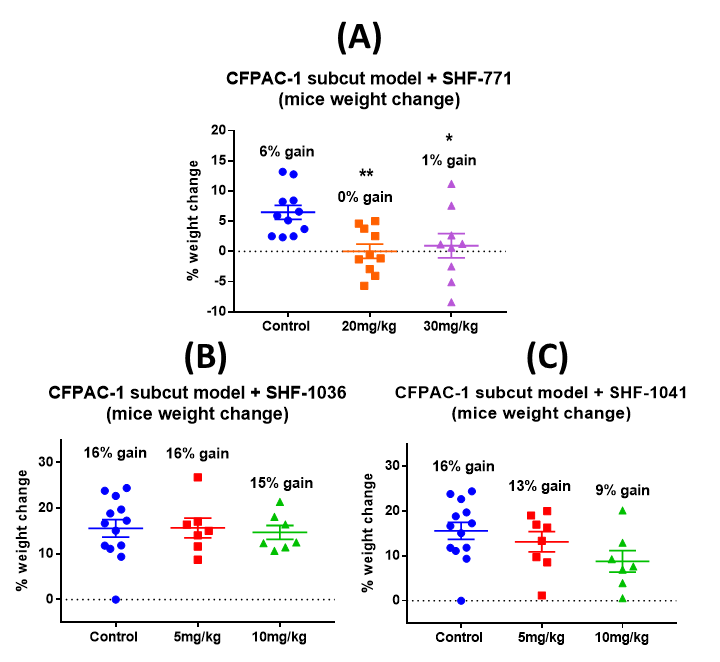 (A)
CFPAC-1 subcut model + SHF-771
(mice weight change)
% weight change
20
15
10
5
0
-5
-10
6% gain
**
0% gain
*
1% gain
Control
20mg/kg
30mg/kg
(B)
CFPAC-1 subcut model + SHF-1036
(mice weight change)
% weight change
30
20
10
0
16% gain
16% gain
15% gain
Control
5mg/kg
10mg/kg
(C)
CFPAC-1 subcut model + SHF-1041
(mice weight change)
% weight change
30
20
10
0
16% gain
13% gain
9% gain
Control
5mg/kg
10mg/kg